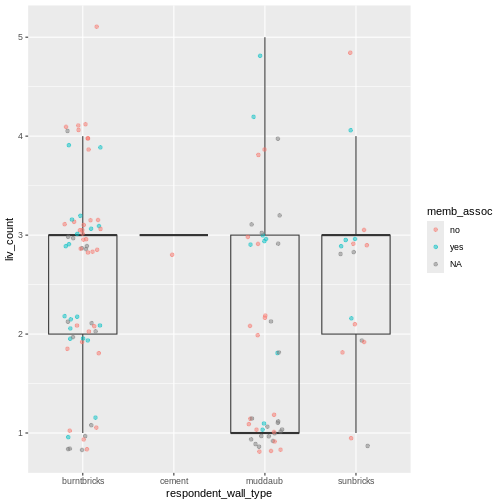 5
4
3
2
1
liv_count
burntbricks cement muddaub sunbricks
respondent_wall_type
memb_assoc
no
yes
NA